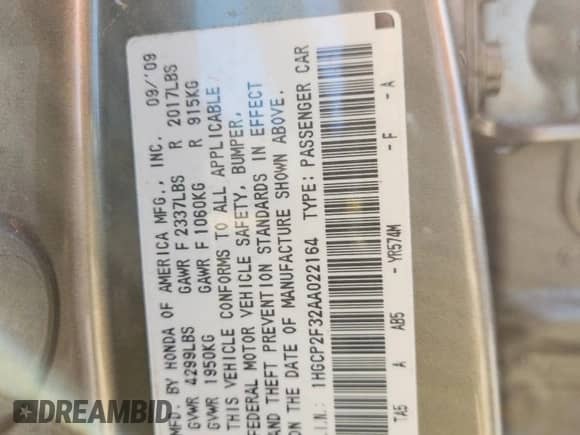 MFD. BY HONDA OF AMERICA MFG., INC. 09/'09
GVWR 4299LBS GAWR F 2337LBS R 2017LBS
GVWR 1950KG GAWR F 1060KG R 915KG
THIS VEHICLE CONFORMS TO ALL APPLICABLE
FEDERAL MOTOR VEHICLE SAFETY, BUMPER,
AND THEFT PREVENTION STANDARDS IN EFFECT
ON THE DATE OF MANUFACTURE SHOWN ABOVE.
V.I.N.: 1HGCP2F32AA022164 TYPE: PASSENGER CAR
TA5 A AB5 - YR574M - F - A
DREAMBID